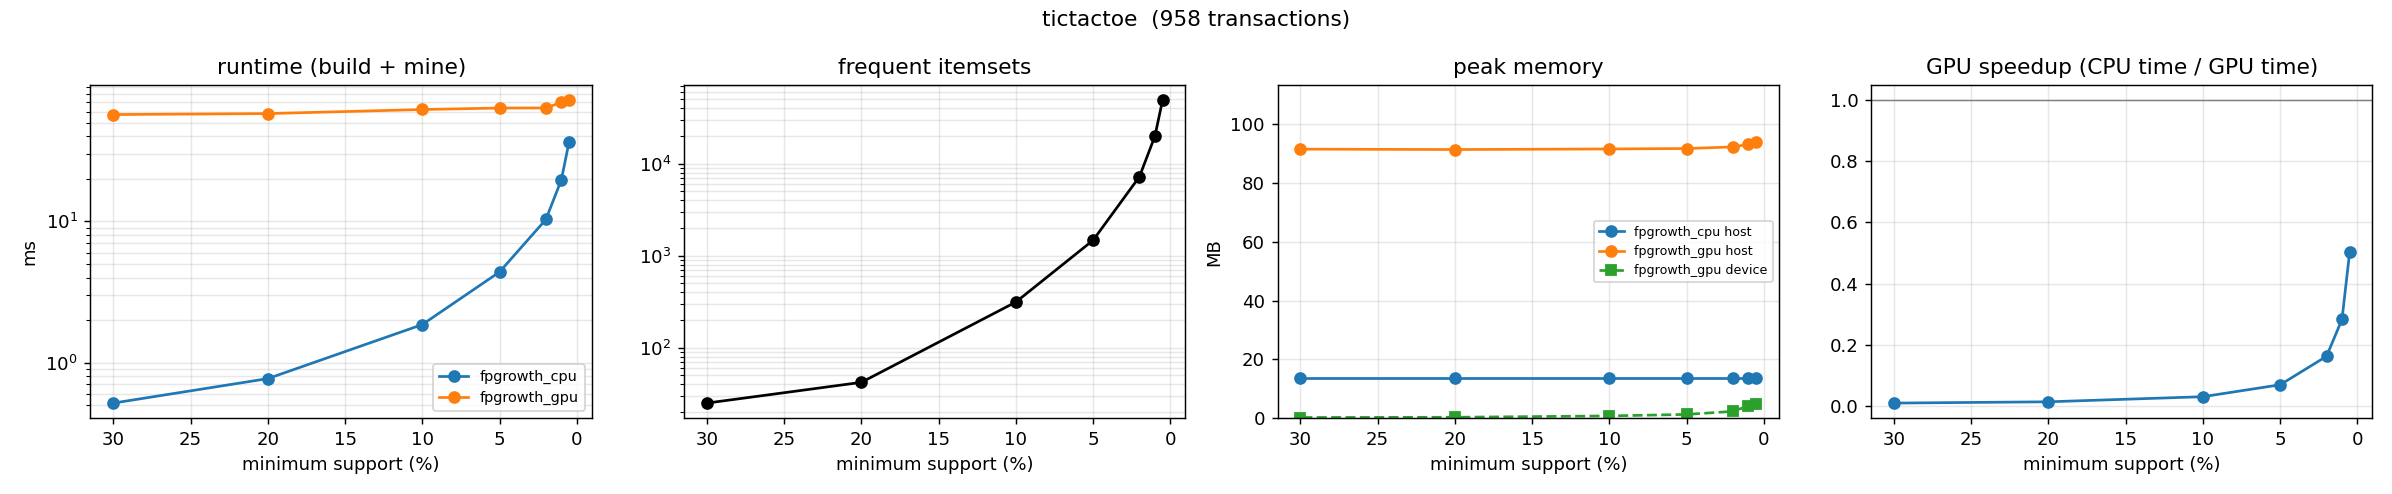 tictactoe  (958 transactions)
runtime (build + mine)
ms
10¹
10⁰
30 25 20 15 10 5 0
minimum support (%)
fpgrowth_cpu
fpgrowth_gpu
frequent itemsets
10⁴
10³
10²
30 25 20 15 10 5 0
minimum support (%)
peak memory
MB
100
80
60
40
20
0
30 25 20 15 10 5 0
minimum support (%)
fpgrowth_cpu host
fpgrowth_gpu host
fpgrowth_gpu device
GPU speedup (CPU time / GPU time)
1.0
0.8
0.6
0.4
0.2
0.0
30 25 20 15 10 5 0
minimum support (%)